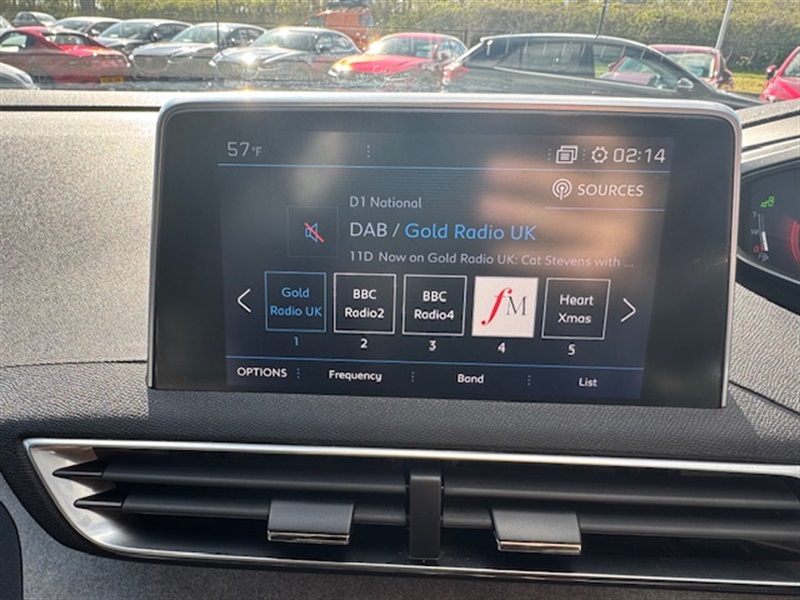 57°F
02:14
SOURCES
D1 National
DAB / Gold Radio UK
11D Now on Gold Radio UK: Cat Stevens with ...
Gold
Radio UK
BBC
Radio2
BBC
Radio4
fM
Heart
Xmas
1
2
3
4
5
OPTIONS
Frequency
Band
List